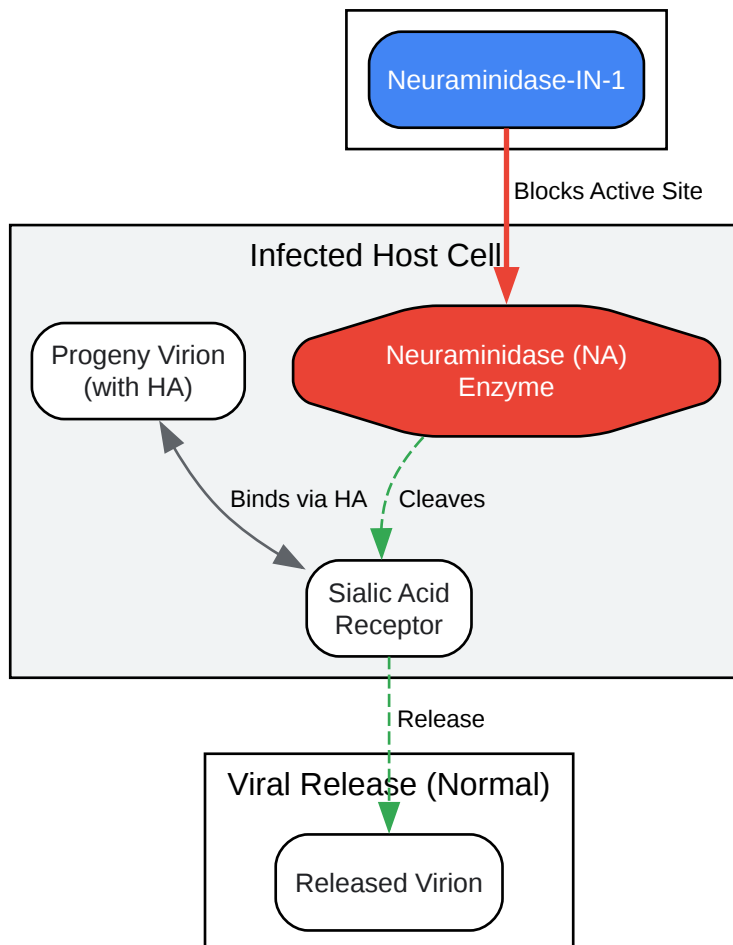 Neuraminidase-IN-1
Blocks Active Site
Infected Host Cell
Progeny Virion
(with HA)
Neuraminidase (NA)
Enzyme
Binds via HA
Cleaves
Sialic Acid
Receptor
Release
Viral Release (Normal)
Released Virion